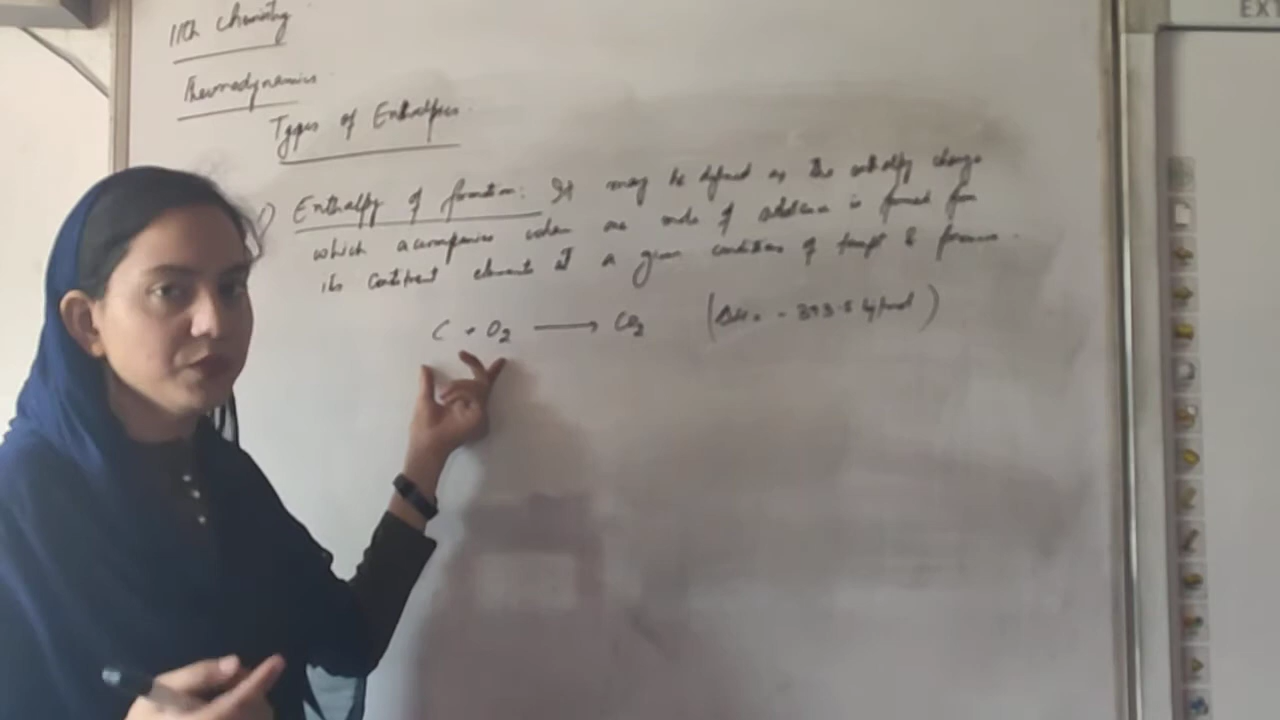 11th Chemistry
Thermodynamics
Types of Enthalpies
1) Enthalpy of formation: It may be defined as the enthalpy change
which accompanies when one mole of substance is formed from
its constituent elements at a given conditions of temp &
C + O2 ⟶ CO2 (ΔH = - 393.5 kJ/mol)
EXT